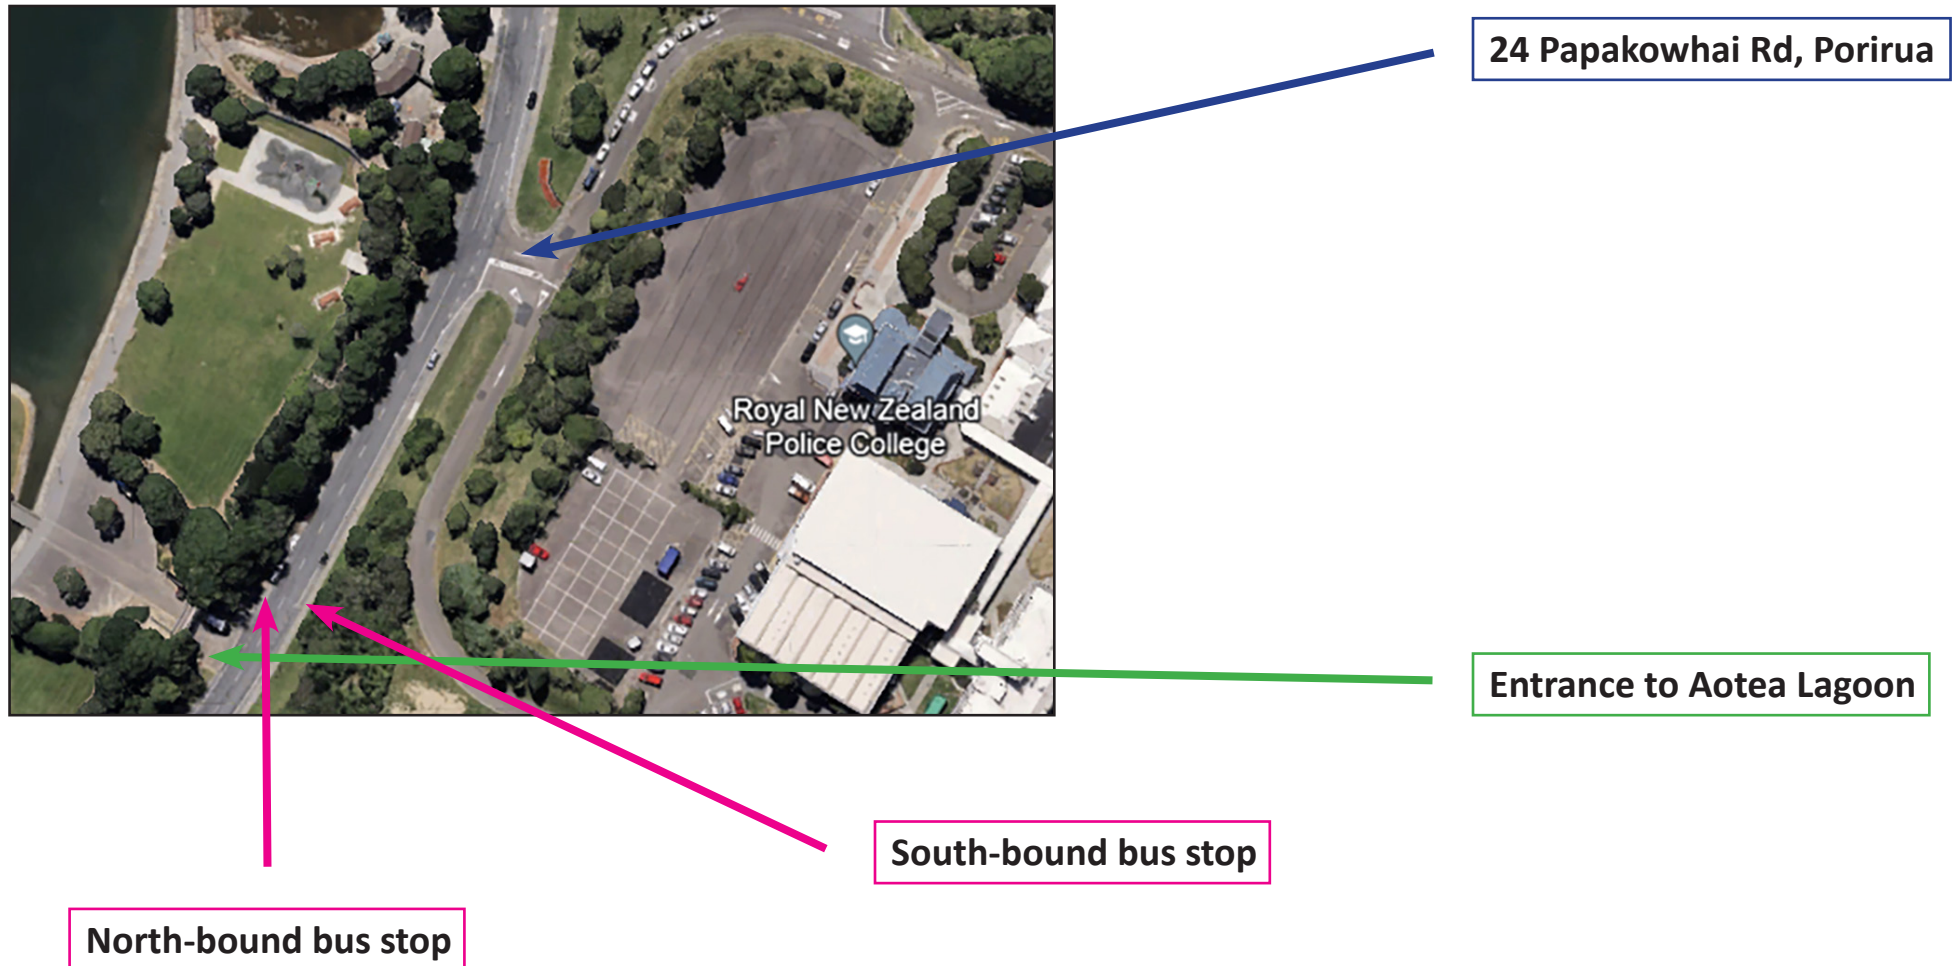 24 Papakowhai Rd, Porirua
Royal New Zealand
Police College
Entrance to Aotea Lagoon
South-bound bus stop
North-bound bus stop